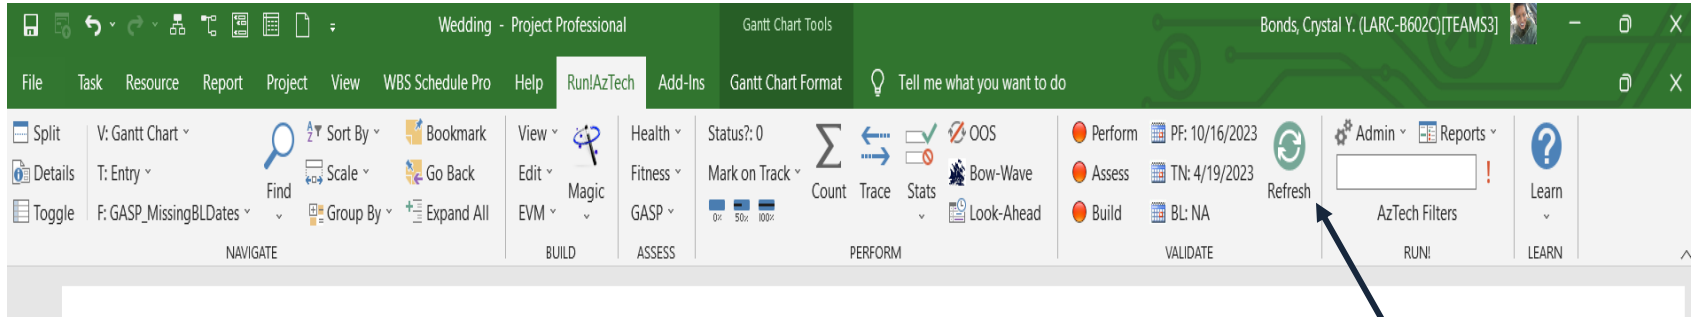 Wedding - Project Professional
Gantt Chart Tools
Bonds, Crystal Y. (LARC-B602C)[TEAMS3]
File Task Resource Report Project View WBS Schedule Pro Help Run!AzTech Add-Ins Gantt Chart Format Tell me what you want to do
Split
Details
Toggle
V: Gantt Chart
T: Entry
F: GASP_MissingBLDates
Find
Sort By
Scale
Group By
Bookmark
Go Back
Expand All
NAVIGATE
View
Edit
EVM
Magic
BUILD
Health
Fitness
GASP
ASSESS
Status?: 0
Mark on Track
0% 50% 100%
Count
Trace
Stats
OOS
Bow-Wave
Look-Ahead
PERFORM
Perform
Assess
Build
PF: 10/16/2023
TN: 4/19/2023
BL: NA
Refresh
VALIDATE
Admin
Reports
!
AzTech Filters
RUN!
Learn
LEARN